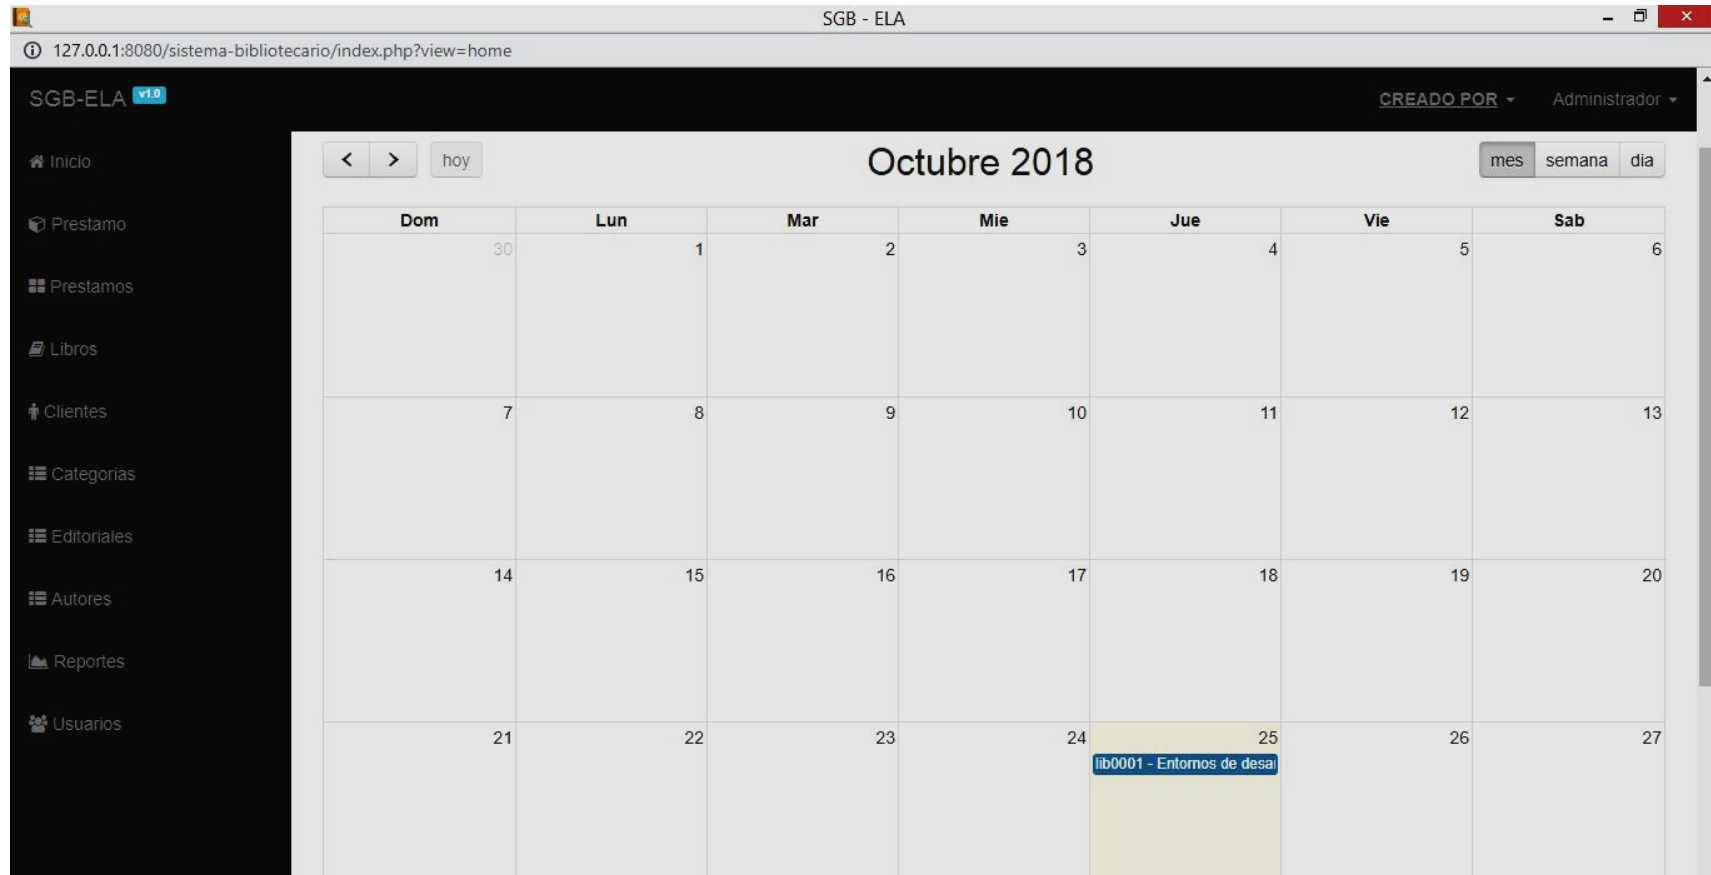 SGB - ELA
127.0.0.1:8080/sistema-bibliotecario/index.php?view=home
SGB-ELA v1.0
CREADO POR
Administrador
Inicio
Prestamo
Prestamos
Libros
Clientes
Categorias
Editoriales
Autores
Reportes
Usuarios
hoy
Octubre 2018
mes semana dia
Dom Lun Mar Mie Jue Vie Sab
30 1 2 3 4 5 6
7 8 9 10 11 12 13
14 15 16 17 18 19 20
21 22 23 24 25 26 27
lib0001 - Entornos de desa